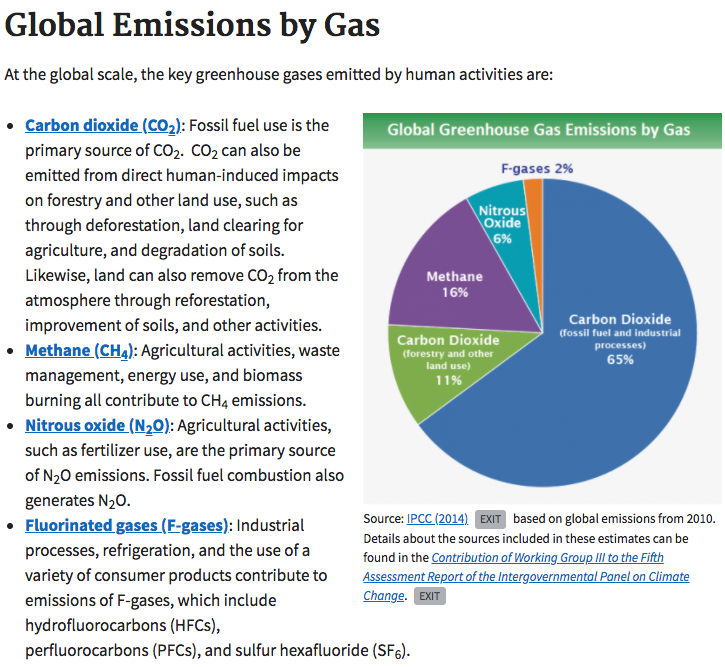 Global Emissions by Gas
At the global scale, the key greenhouse gases emitted by human activities are:
• Carbon dioxide (CO₂): Fossil fuel use is the
primary source of CO₂. CO₂ can also be
emitted from direct human-induced impacts
on forestry and other land use, such as
through deforestation, land clearing for
agriculture, and degradation of soils.
Likewise, land can also remove CO₂ from the
atmosphere through reforestation,
improvement of soils, and other activities.
• Methane (CH₄): Agricultural activities, waste
management, energy use, and biomass
burning all contribute to CH₄ emissions.
• Nitrous oxide (N₂O): Agricultural activities,
such as fertilizer use, are the primary source
of N₂O emissions. Fossil fuel combustion also
generates N₂O.
• Fluorinated gases (F-gases): Industrial
processes, refrigeration, and the use of a
variety of consumer products contribute to
emissions of F-gases, which include
hydrofluorocarbons (HFCs),
perfluorocarbons (PFCs), and sulfur hexafluoride (SF₆).
Global Greenhouse Gas Emissions by Gas
F-gases 2%
Nitrous
Oxide
6%
Methane
16%
Carbon Dioxide
(forestry and other
land use)
11%
Carbon Dioxide
(fossil fuel and industrial
processes)
65%
Source: IPCC (2014) EXIT based on global emissions from 2010.
Details about the sources included in these estimates can be
found in the Contribution of Working Group III to the Fifth
Assessment Report of the Intergovernmental Panel on Climate
Change. EXIT